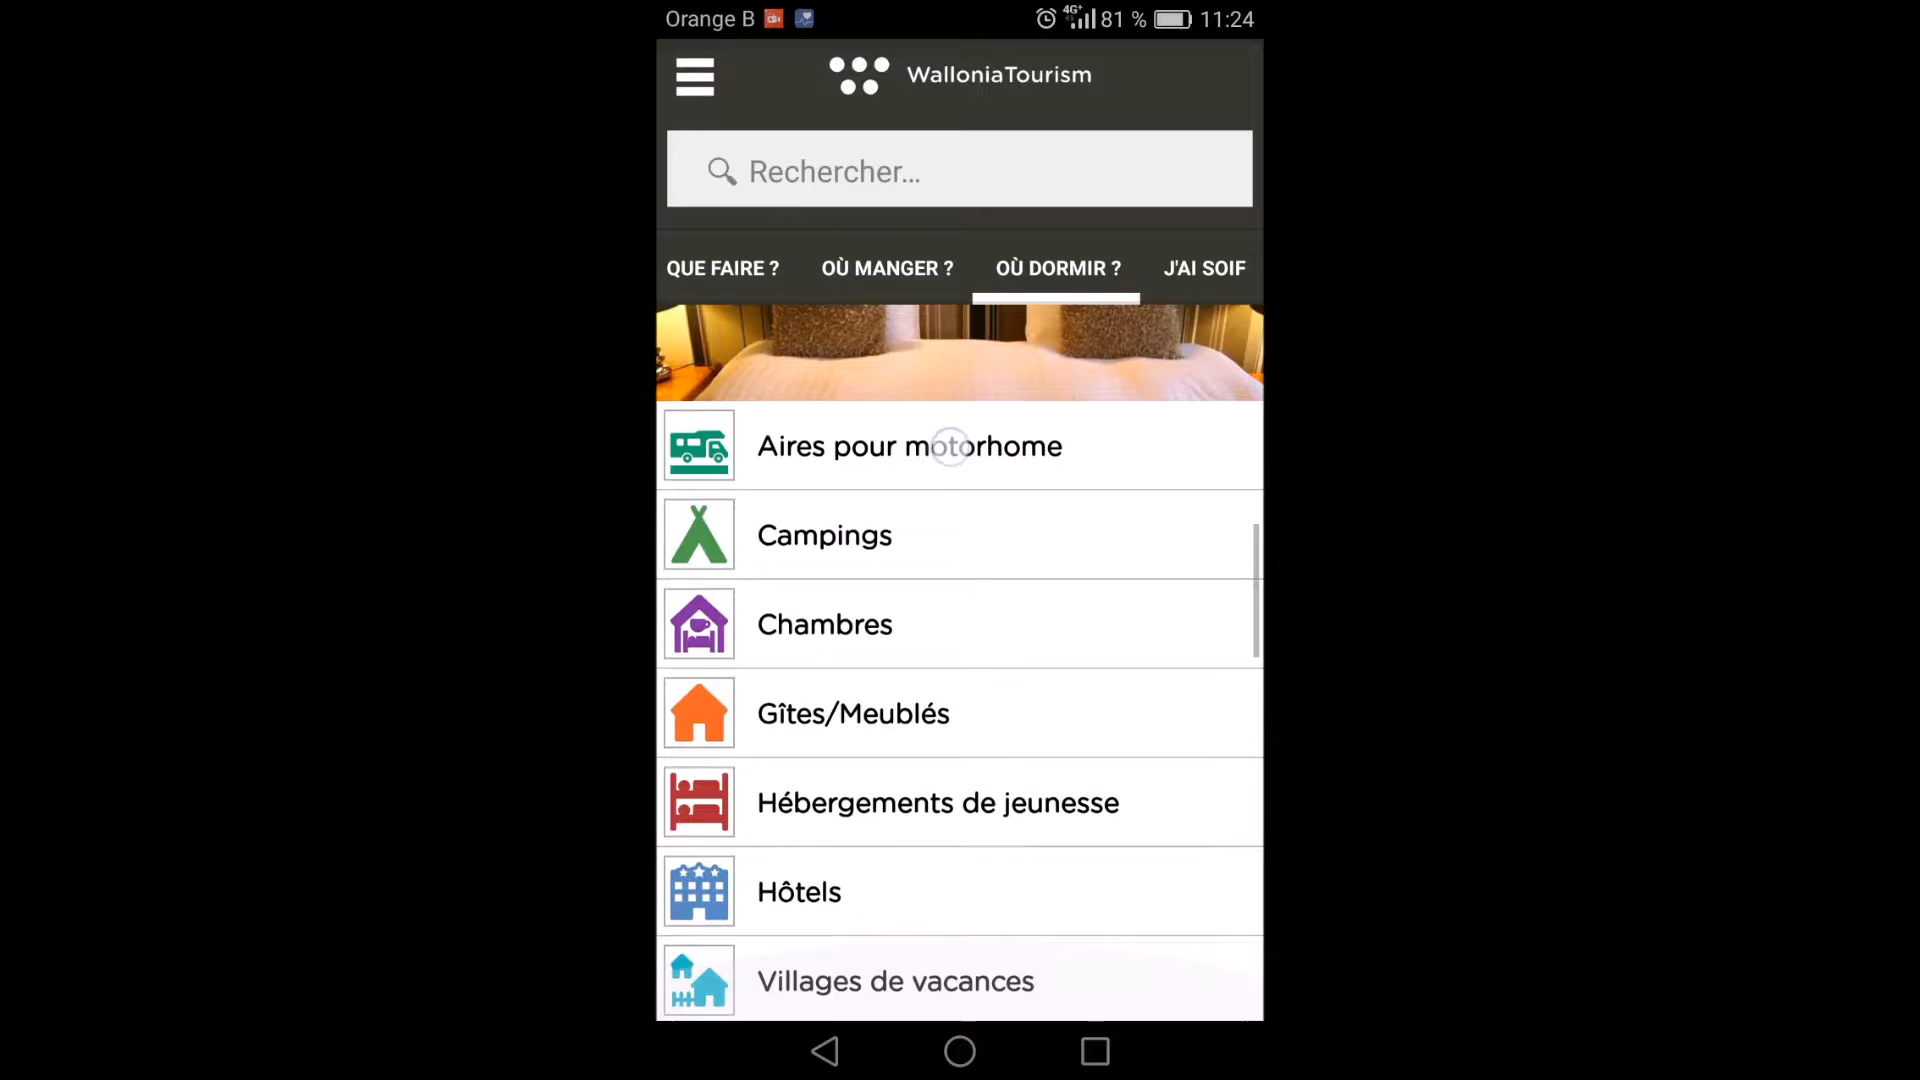 Orange B 4G+ 81 % 11:24
WalloniaTourism
Rechercher...
QUE FAIRE ? OÙ MANGER ? OÙ DORMIR ? J'AI SOIF
Aires pour motorhome
Campings
Chambres
Gîtes/Meublés
Hébergements de jeunesse
Hôtels
Villages de vacances